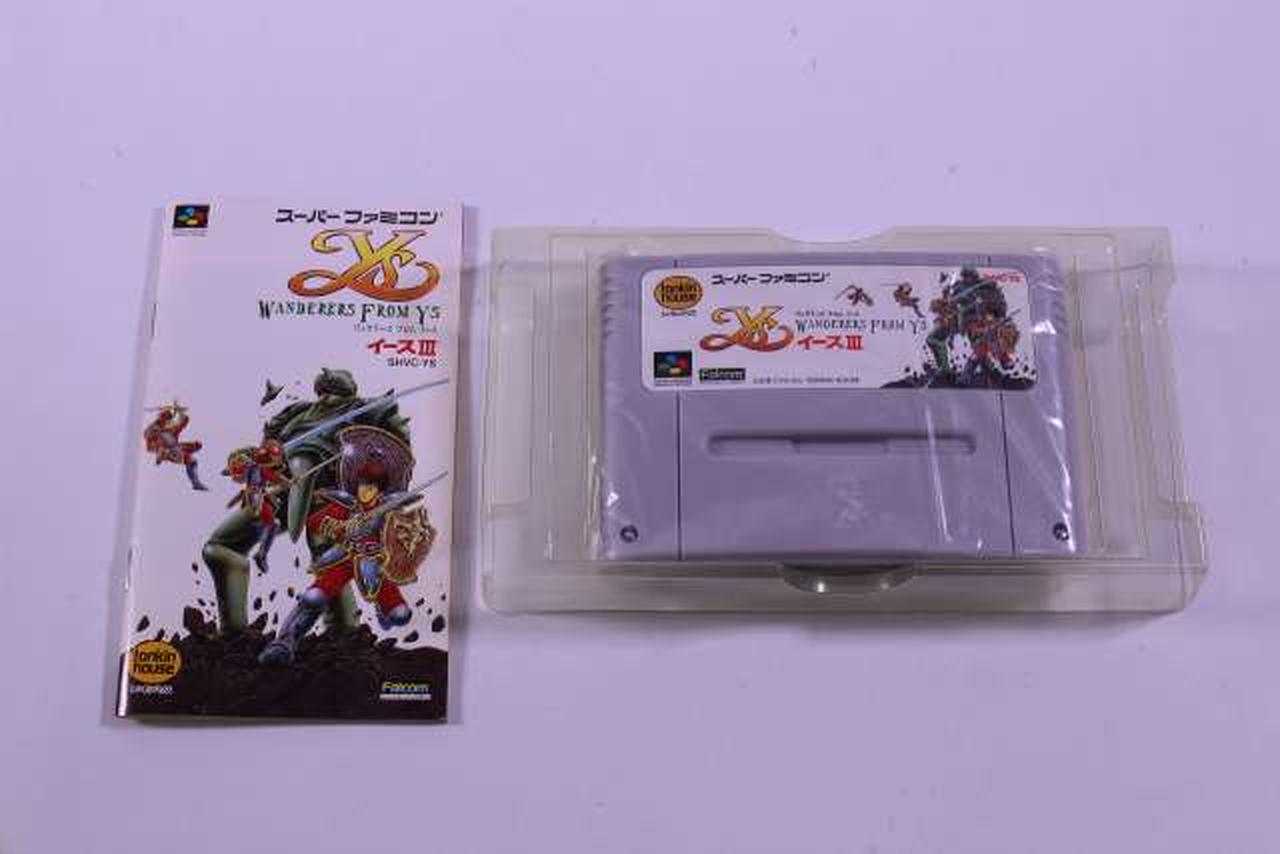 スーパーファミコン
Ys
WANDERERS FROM YS
ワンダラーズ フロム イース
イースIII
SHVC-YS
tonkin house
Falcom
tonkin house
スーパーファミコン
SHVC-YS
Ys
WANDERERS FROM YS
イースIII
Falcom